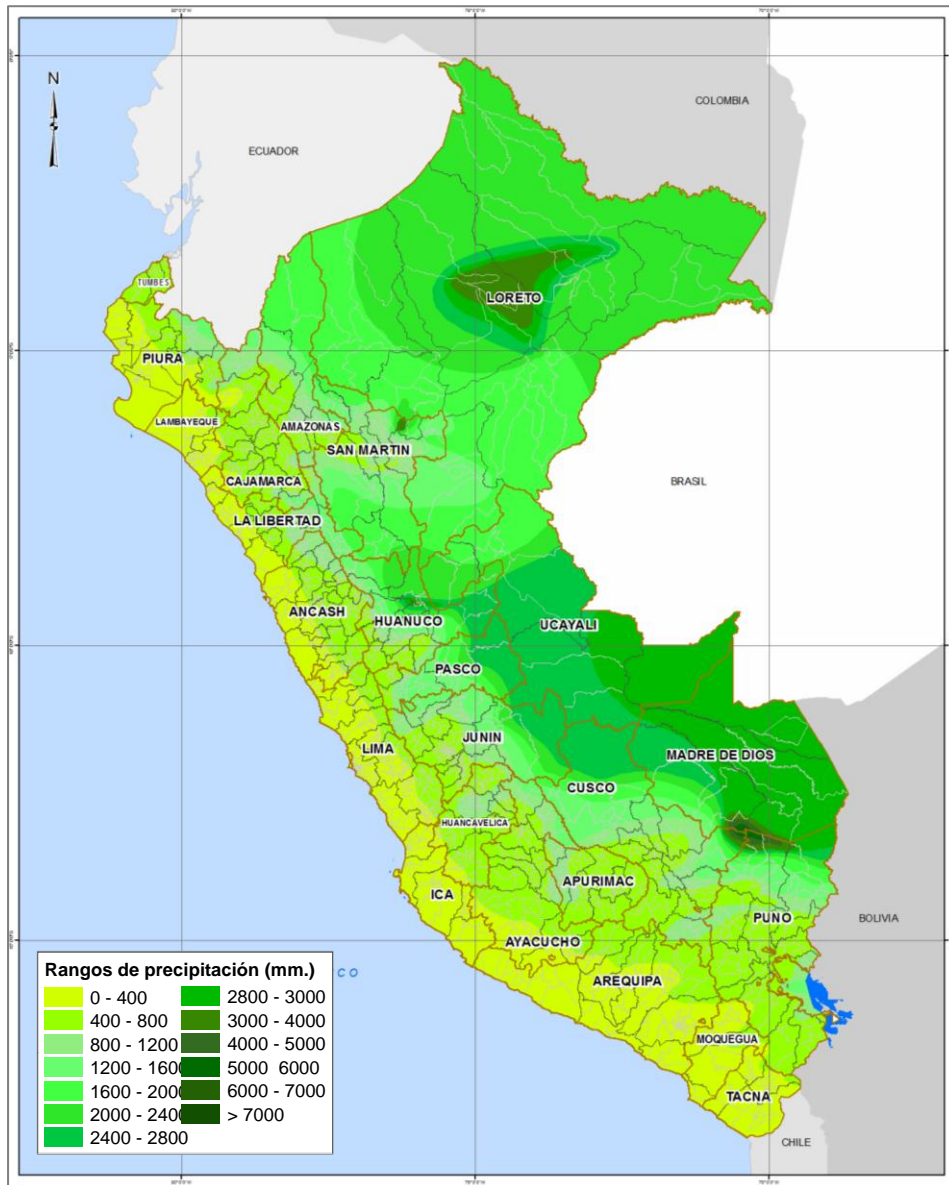 N
COLOMBIA
ECUADOR
TUMBES
LORETO
PIURA
LAMBAYEQUE
AMAZONAS
SAN MARTIN
CAJAMARCA
BRASIL
LA LIBERTAD
ANCASH
HUANUCO
UCAYALI
PASCO
LIMA
JUNIN
MADRE DE DIOS
CUSCO
HUANCAVELICA
ICA
APURIMAC
PUNO
BOLIVIA
AYACUCHO
AREQUIPA
MOQUEGUA
TACNA
CHILE
co
Rangos de precipitación (mm.)
0 - 400
400 - 800
800 - 1200
1200 - 1600
1600 - 2000
2000 - 2400
2400 - 2800
2800 - 3000
3000 - 4000
4000 - 5000
5000 6000
6000 - 7000
> 7000